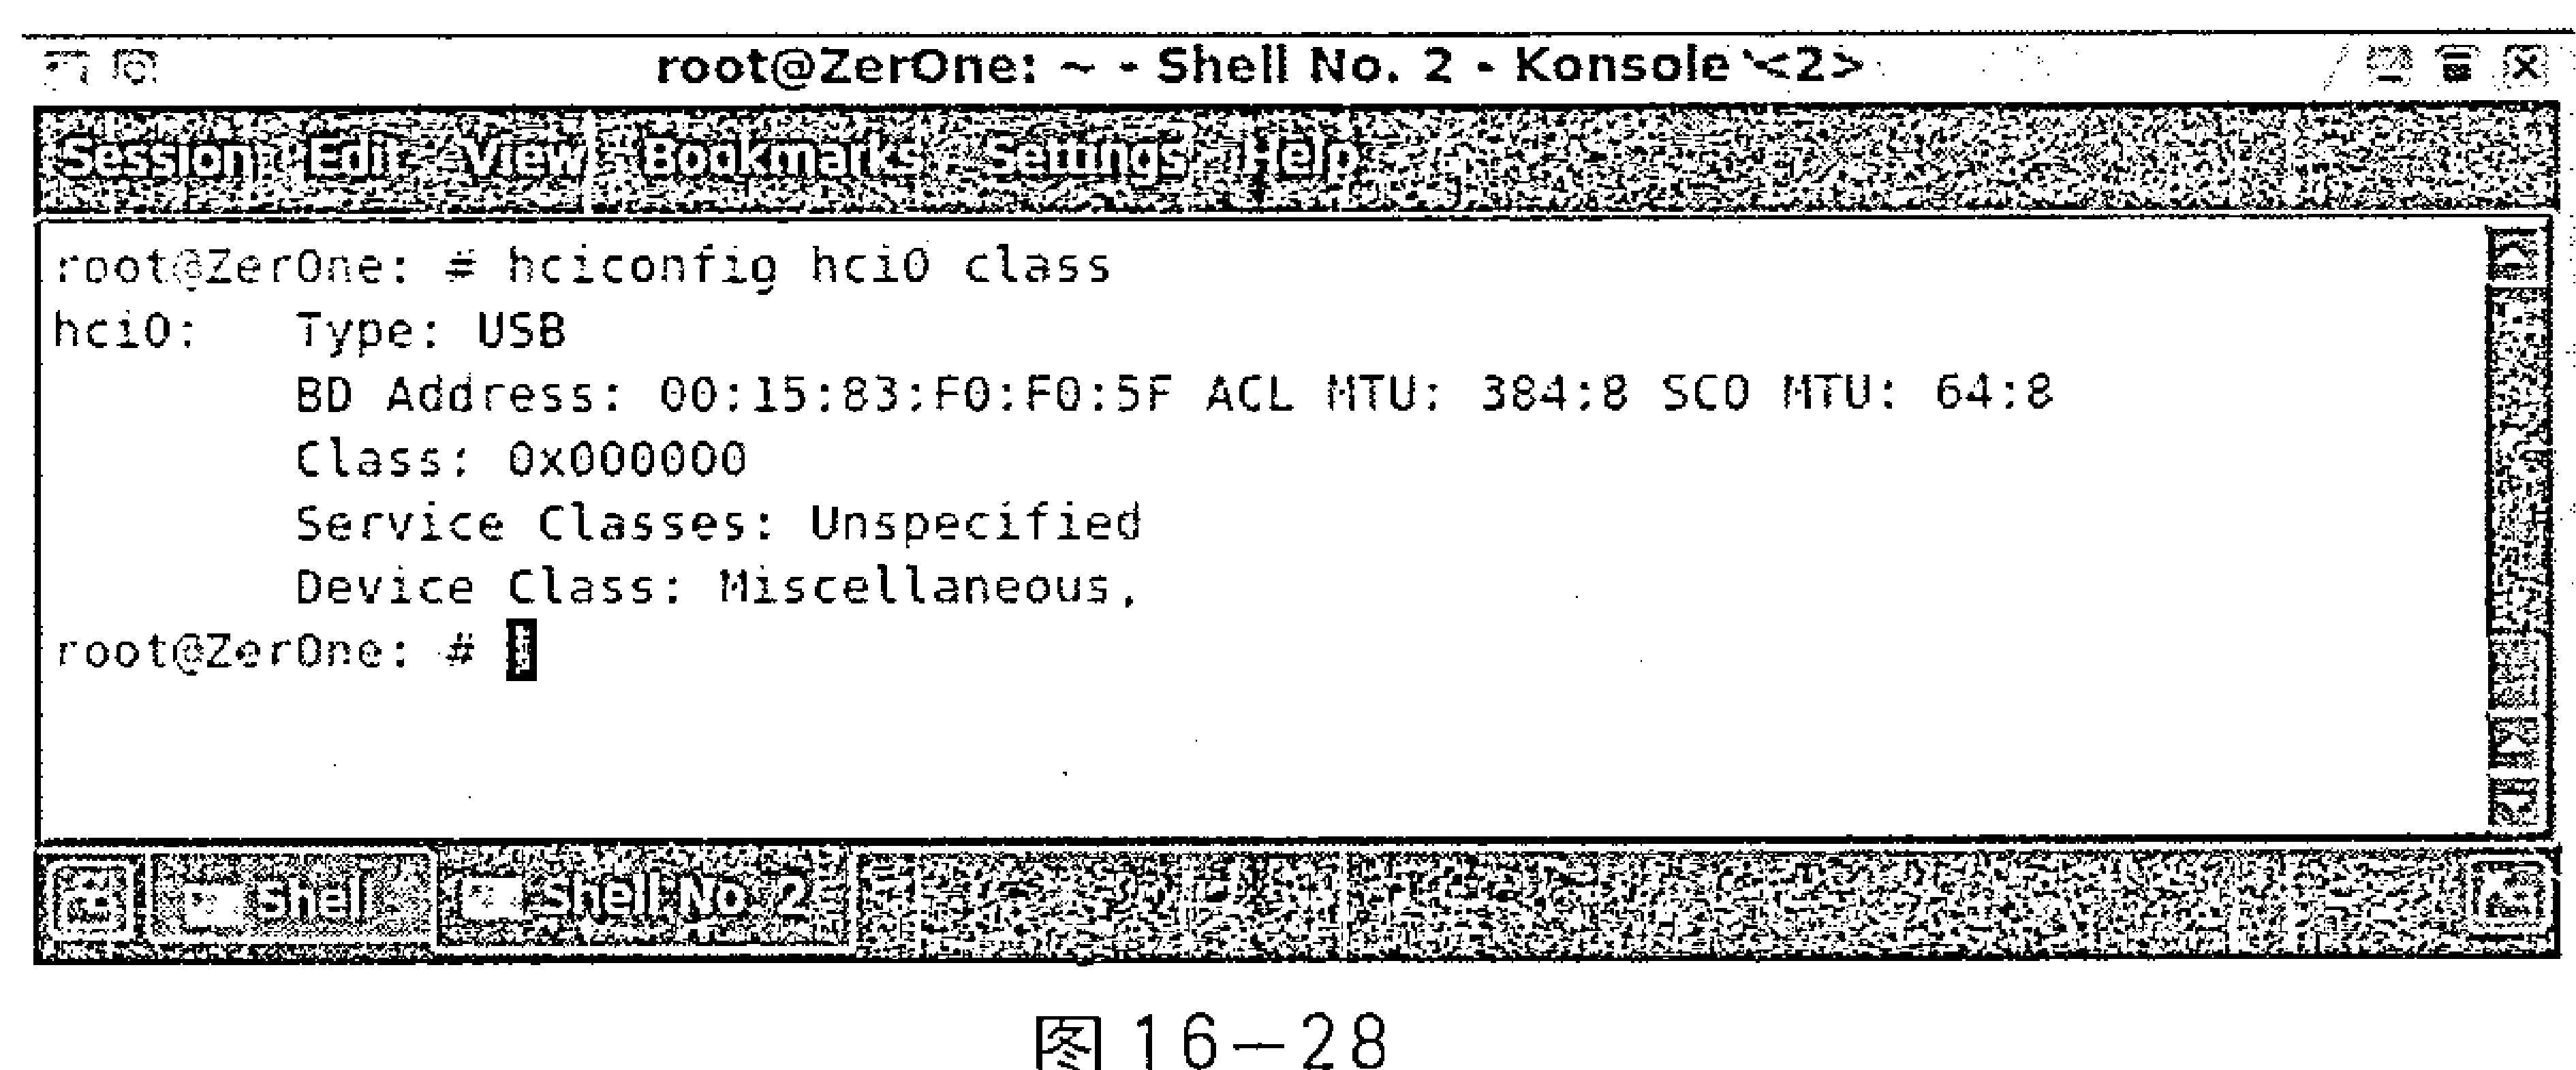 root@ZerOne: ~ - Shell No. 2 - Konsole <2>
Session Edit View Bookmarks Settings Help
root@ZerOne: # hciconfig hci0 class
hci0: Type: USB
BD Address: 00:15:83:F0:F0:5F ACL MTU: 384:8 SCO MTU: 64:8
Class: 0x000000
Service Classes: Unspecified
Device Class: Miscellaneous,
root@ZerOne: #
Shell Shell No. 2
图 16-28